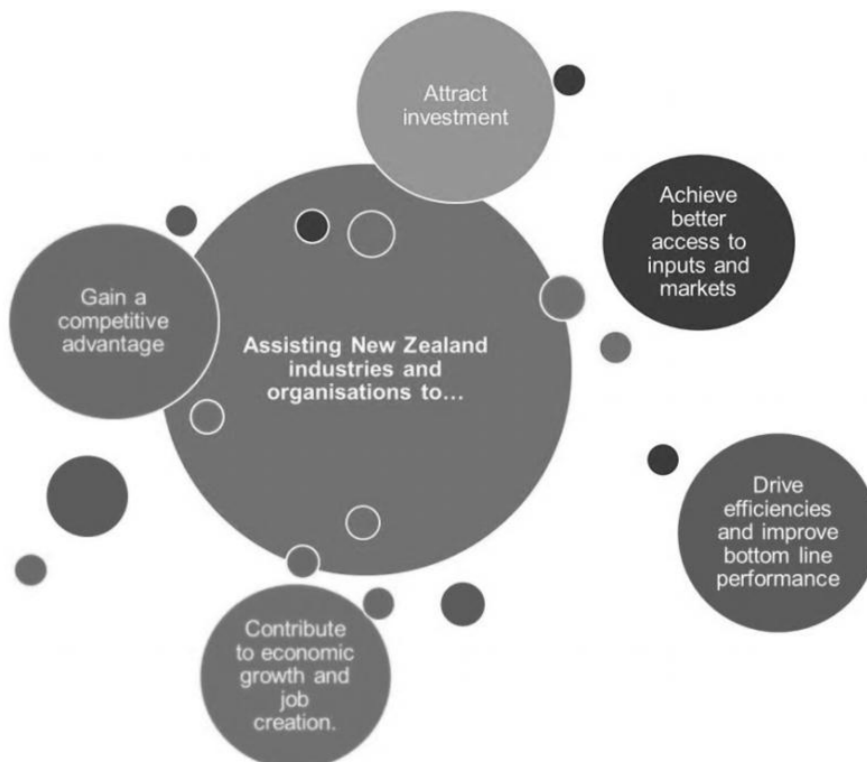 Attract
investment
Achieve
better
access to
inputs and
markets
Gain a
competitive
advantage
Assisting New Zealand
industries and
organisations to...
Drive
efficiencies
and improve
bottom line
performance
Contribute
to economic
growth and
job
creation.